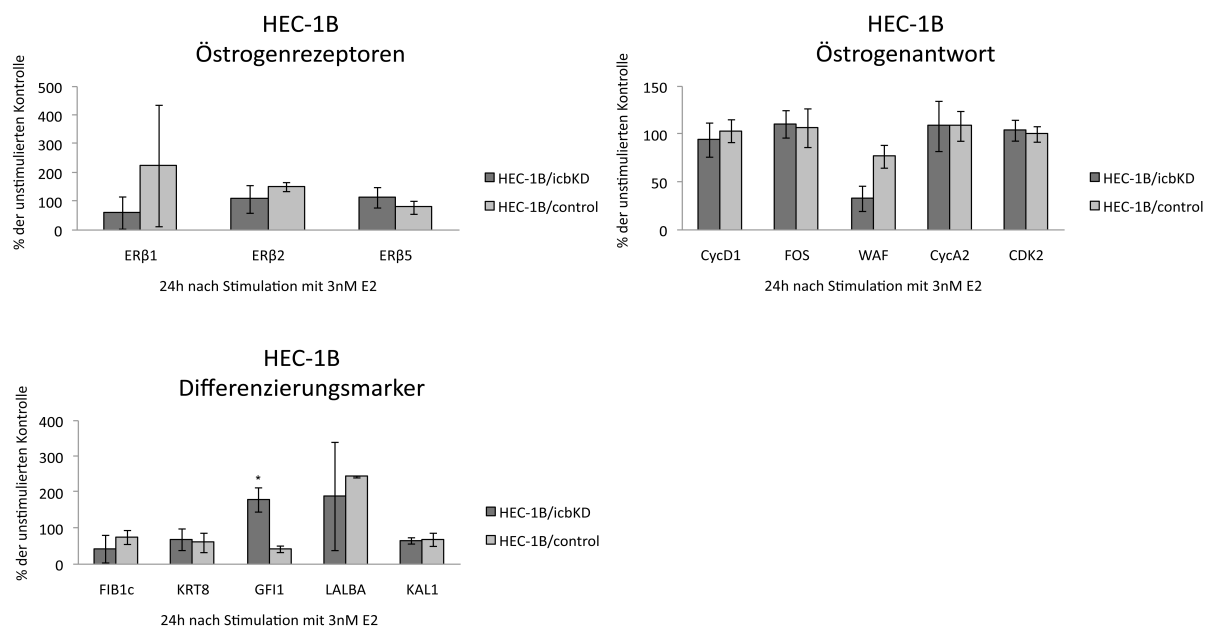 HEC-1B
Östrogenrezeptoren
% der unstimulierten Kontrolle
500
400
300
200
100
0
ERβ1 ERβ2 ERβ5
24h nach Stimulation mit 3nM E2
HEC-1B/icbKD
HEC-1B/control
HEC-1B
Östrogenantwort
% der unstimulierten Kontrolle
150
100
50
0
CycD1 FOS WAF CycA2 CDK2
24h nach Stimulation mit 3nM E2
HEC-1B/icbKD
HEC-1B/control
HEC-1B
Differenzierungsmarker
% der unstimulierten Kontrolle
400
300
200
100
0
*
FIB1c KRT8 GFI1 LALBA KAL1
24h nach Stimulation mit 3nM E2
HEC-1B/icbKD
HEC-1B/control